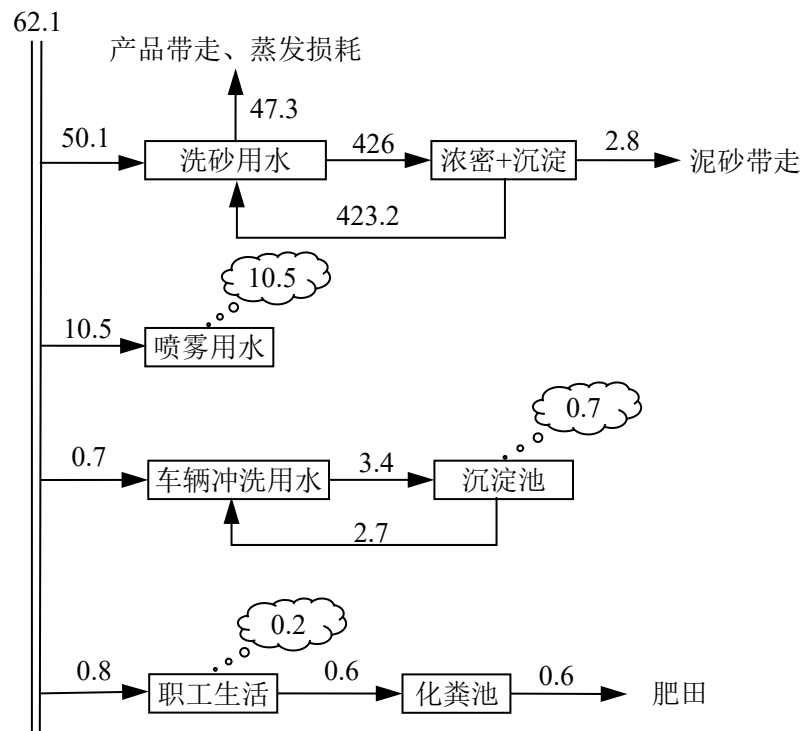 62.1
产品带走、蒸发损耗
47.3
50.1
洗砂用水
426
浓密+沉淀
2.8
泥砂带走
423.2
10.5
10.5
喷雾用水
0.7
0.7
车辆冲洗用水
3.4
沉淀池
2.7
0.2
0.8
职工生活
0.6
化粪池
0.6
肥田